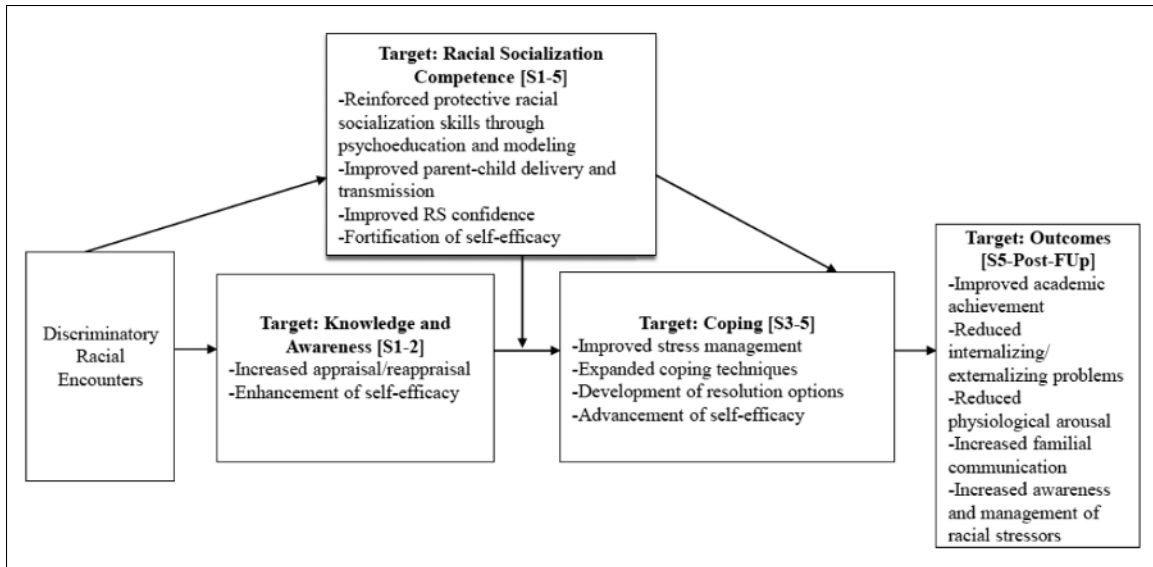 Target: Racial Socialization
Competence [S1-5]
-Reinforced protective racial
socialization skills through
psychoeducation and modeling
-Improved parent-child delivery and
transmission
-Improved RS confidence
-Fortification of self-efficacy
Discriminatory
Racial
Encounters
Target: Knowledge and
Awareness [S1-2]
-Increased appraisal/reappraisal
-Enhancement of self-efficacy
Target: Coping [S3-5]
-Improved stress management
-Expanded coping techniques
-Development of resolution options
-Advancement of self-efficacy
Target: Outcomes
[S5-Post-FUp]
-Improved academic
achievement
-Reduced
internalizing/
externalizing problems
-Reduced
physiological arousal
-Increased familial
communication
-Increased awareness
and management of
racial stressors